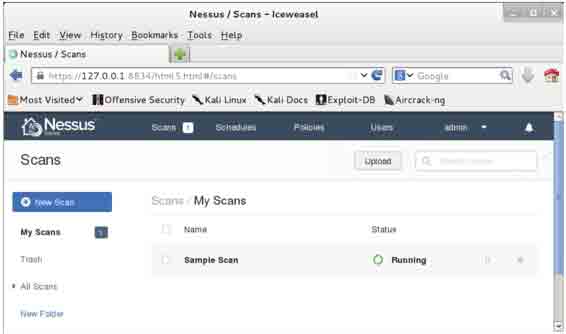 Nessus / Scans - Iceweasel
File Edit View History Bookmarks Tools Help
Nessus / Scans
https://127.0.0.1:8834/html5.html#/scans
Google
Most Visited Offensive Security Kali Linux Kali Docs Exploit-DB Aircrack-ng
Nessus Scans 1 Schedules Policies Users admin
Scans Upload
New Scan Scans / My Scans
My Scans 1 Name Status
Trash Sample Scan Running
All Scans
New Folder